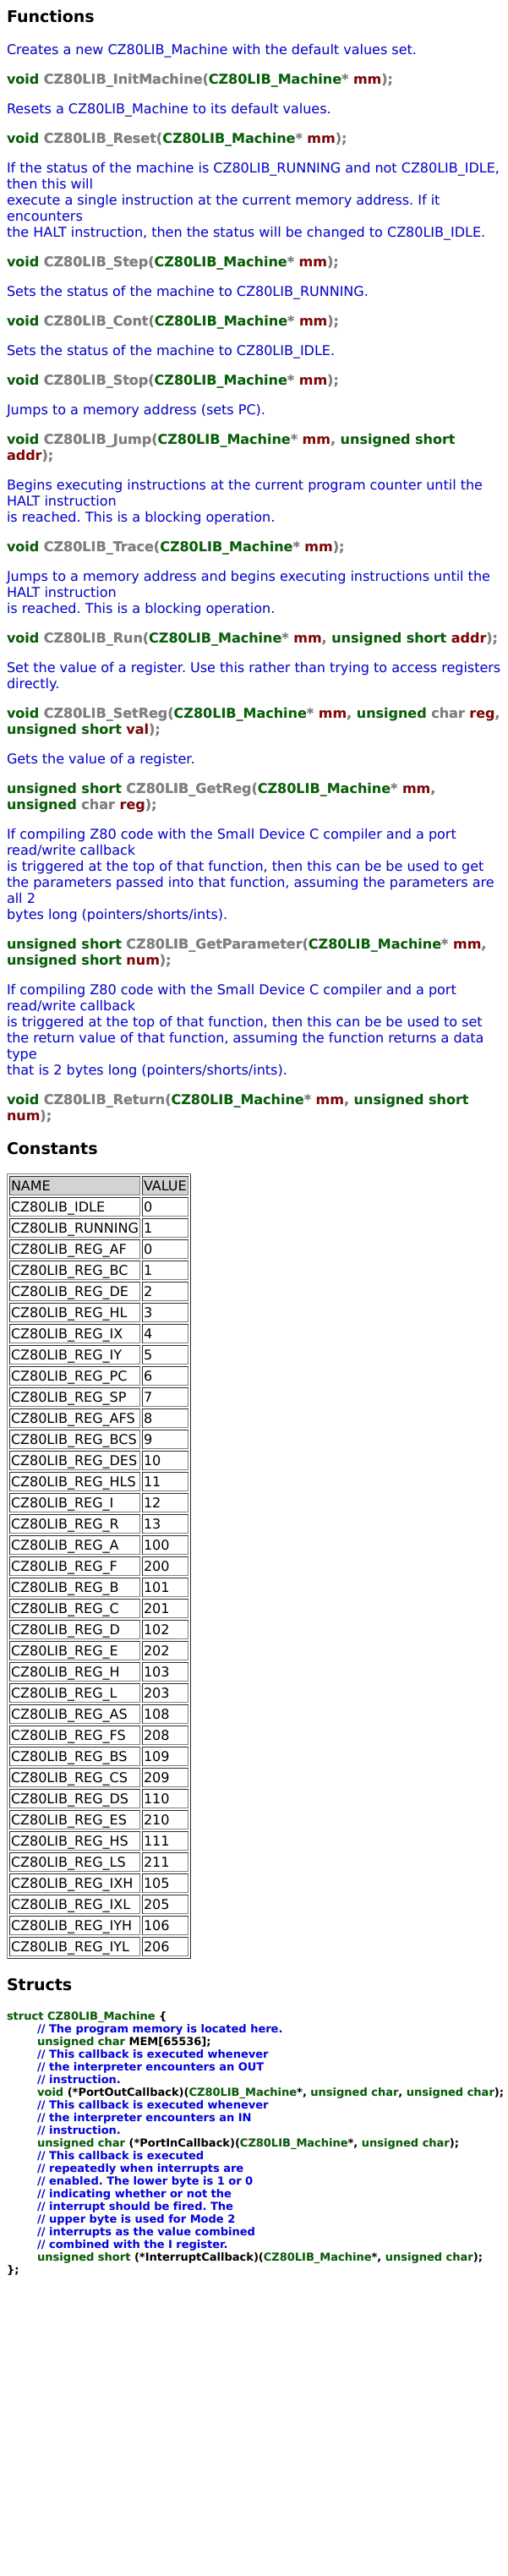 Functions
Creates a new CZ80LIB_Machine with the default values set.
void CZ80LIB_InitMachine(CZ80LIB_Machine* mm);
Resets a CZ80LIB_Machine to its default values.
void CZ80LIB_Reset(CZ80LIB_Machine* mm);
If the status of the machine is CZ80LIB_RUNNING and not CZ80LIB_IDLE,
then this will
execute a single instruction at the current memory address. If it
encounters
the HALT instruction, then the status will be changed to CZ80LIB_IDLE.
void CZ80LIB_Step(CZ80LIB_Machine* mm);
Sets the status of the machine to CZ80LIB_RUNNING.
void CZ80LIB_Cont(CZ80LIB_Machine* mm);
Sets the status of the machine to CZ80LIB_IDLE.
void CZ80LIB_Stop(CZ80LIB_Machine* mm);
Jumps to a memory address (sets PC).
void CZ80LIB_Jump(CZ80LIB_Machine* mm, unsigned short
addr);
Begins executing instructions at the current program counter until the
HALT instruction
is reached. This is a blocking operation.
void CZ80LIB_Trace(CZ80LIB_Machine* mm);
Jumps to a memory address and begins executing instructions until the
HALT instruction
is reached. This is a blocking operation.
void CZ80LIB_Run(CZ80LIB_Machine* mm, unsigned short addr);
Set the value of a register. Use this rather than trying to access registers
directly.
void CZ80LIB_SetReg(CZ80LIB_Machine* mm, unsigned char reg,
unsigned short val);
Gets the value of a register.
unsigned short CZ80LIB_GetReg(CZ80LIB_Machine* mm,
unsigned char reg);
If compiling Z80 code with the Small Device C compiler and a port
read/write callback
is triggered at the top of that function, then this can be be used to get
the parameters passed into that function, assuming the parameters are
all 2
bytes long (pointers/shorts/ints).
unsigned short CZ80LIB_GetParameter(CZ80LIB_Machine* mm,
unsigned short num);
If compiling Z80 code with the Small Device C compiler and a port
read/write callback
is triggered at the top of that function, then this can be be used to set
the return value of that function, assuming the function returns a data
type
that is 2 bytes long (pointers/shorts/ints).
void CZ80LIB_Return(CZ80LIB_Machine* mm, unsigned short
num);
Constants
NAME VALUE
CZ80LIB_IDLE 0
CZ80LIB_RUNNING 1
CZ80LIB_REG_AF 0
CZ80LIB_REG_BC 1
CZ80LIB_REG_DE 2
CZ80LIB_REG_HL 3
CZ80LIB_REG_IX 4
CZ80LIB_REG_IY 5
CZ80LIB_REG_PC 6
CZ80LIB_REG_SP 7
CZ80LIB_REG_AFS 8
CZ80LIB_REG_BCS 9
CZ80LIB_REG_DES 10
CZ80LIB_REG_HLS 11
CZ80LIB_REG_I 12
CZ80LIB_REG_R 13
CZ80LIB_REG_A 100
CZ80LIB_REG_F 200
CZ80LIB_REG_B 101
CZ80LIB_REG_C 201
CZ80LIB_REG_D 102
CZ80LIB_REG_E 202
CZ80LIB_REG_H 103
CZ80LIB_REG_L 203
CZ80LIB_REG_AS 108
CZ80LIB_REG_FS 208
CZ80LIB_REG_BS 109
CZ80LIB_REG_CS 209
CZ80LIB_REG_DS 110
CZ80LIB_REG_ES 210
CZ80LIB_REG_HS 111
CZ80LIB_REG_LS 211
CZ80LIB_REG_IXH 105
CZ80LIB_REG_IXL 205
CZ80LIB_REG_IYH 106
CZ80LIB_REG_IYL 206
Structs
struct CZ80LIB_Machine {
// The program memory is located here.
unsigned char MEM[65536];
// This callback is executed whenever
// the interpreter encounters an OUT
// instruction.
void (*PortOutCallback)(CZ80LIB_Machine*, unsigned char, unsigned char);
// This callback is executed whenever
// the interpreter encounters an IN
// instruction.
unsigned char (*PortInCallback)(CZ80LIB_Machine*, unsigned char);
// This callback is executed
// repeatedly when interrupts are
// enabled. The lower byte is 1 or 0
// indicating whether or not the
// interrupt should be fired. The
// upper byte is used for Mode 2
// interrupts as the value combined
// combined with the I register.
unsigned short (*InterruptCallback)(CZ80LIB_Machine*, unsigned char);
};